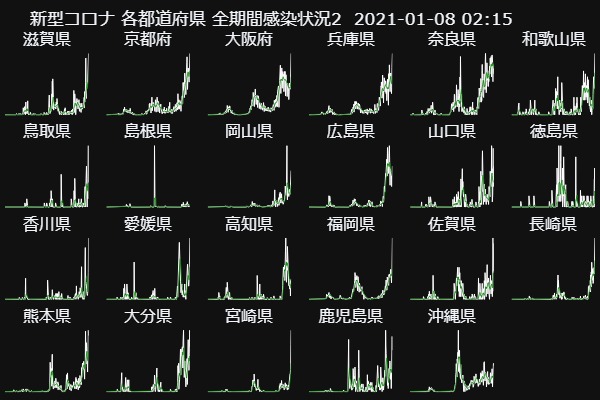 新型コロナ 各都道府県 全期間感染状況2 2021-01-08 02:15
滋賀県 京都府 大阪府 兵庫県 奈良県 和歌山県
鳥取県 島根県 岡山県 広島県 山口県 徳島県
香川県 愛媛県 高知県 福岡県 佐賀県 長崎県
熊本県 大分県 宮崎県 鹿児島県 沖縄県